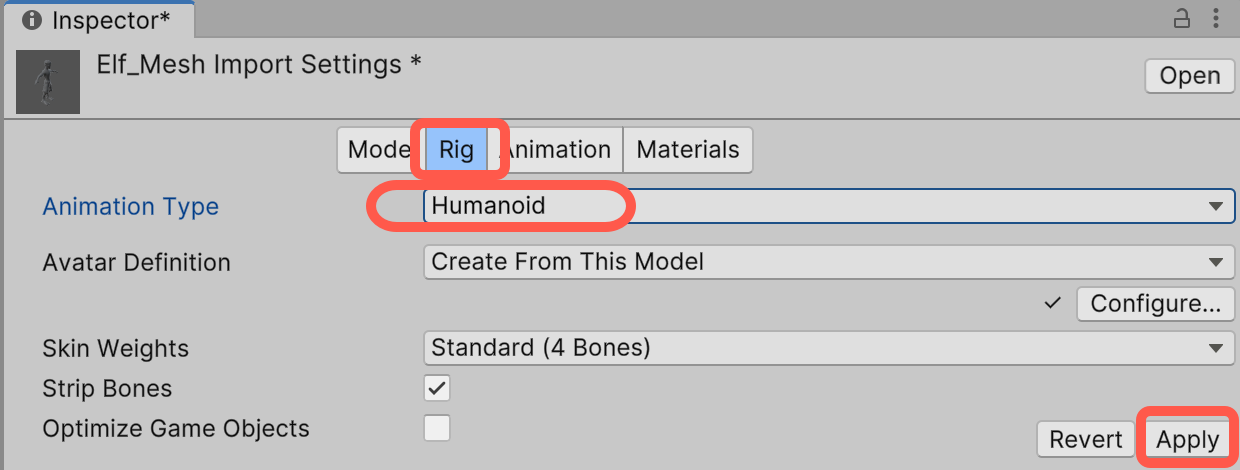 Inspector*
Elf_Mesh Import Settings *
Open
Mode Rig Animation Materials
Animation Type Humanoid
Avatar Definition Create From This Model
Configure...
Skin Weights Standard (4 Bones)
Strip Bones
Optimize Game Objects
Revert Apply